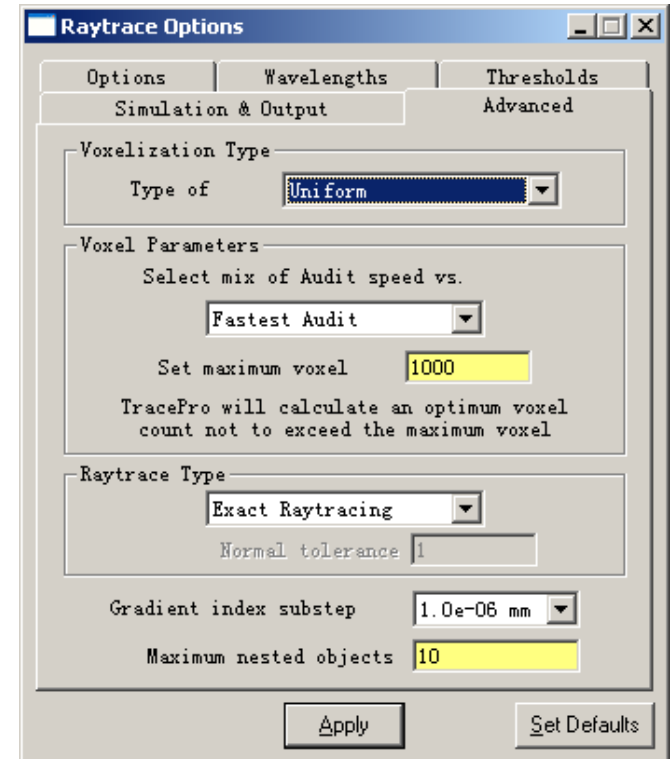 Raytrace Options
Options Wavelengths Thresholds
Simulation & Output Advanced
Voxelization Type
Type of Uniform
Voxel Parameters
Select mix of Audit speed vs.
Fastest Audit
Set maximum voxel 1000
TracePro will calculate an optimum voxel
count not to exceed the maximum voxel
Raytrace Type
Exact Raytracing
Normal tolerance 1
Gradient index substep 1.0e-06 mm
Maximum nested objects 10
Apply Set Defaults